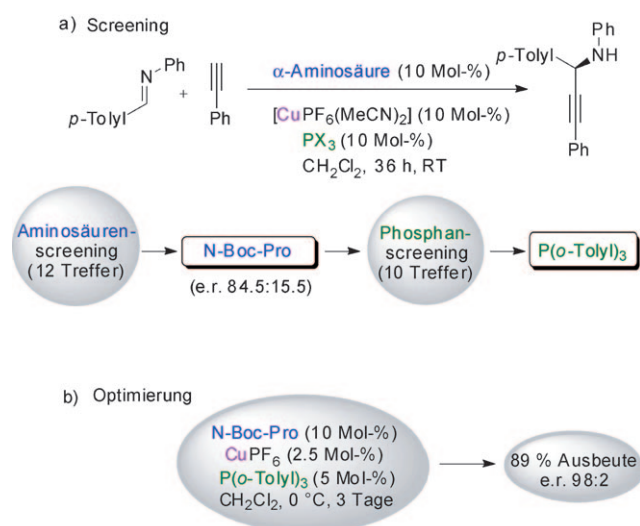 a) Screening
Ph
N
p-Tolyl
+
Ph
α-Aminosäure (10 Mol-%)
[CuPF6(MeCN)2] (10 Mol-%)
PX3 (10 Mol-%)
CH2Cl2, 36 h, RT
Ph
p-Tolyl NH
Ph
Aminosäuren-
screening
(12 Treffer)
N-Boc-Pro
(e.r. 84.5:15.5)
Phosphan-
screening
(10 Treffer)
P(o-Tolyl)3
b) Optimierung
N-Boc-Pro (10 Mol-%)
CuPF6 (2.5 Mol-%)
P(o-Tolyl)3 (5 Mol-%)
CH2Cl2, 0 °C, 3 Tage
89 % Ausbeute
e.r. 98:2